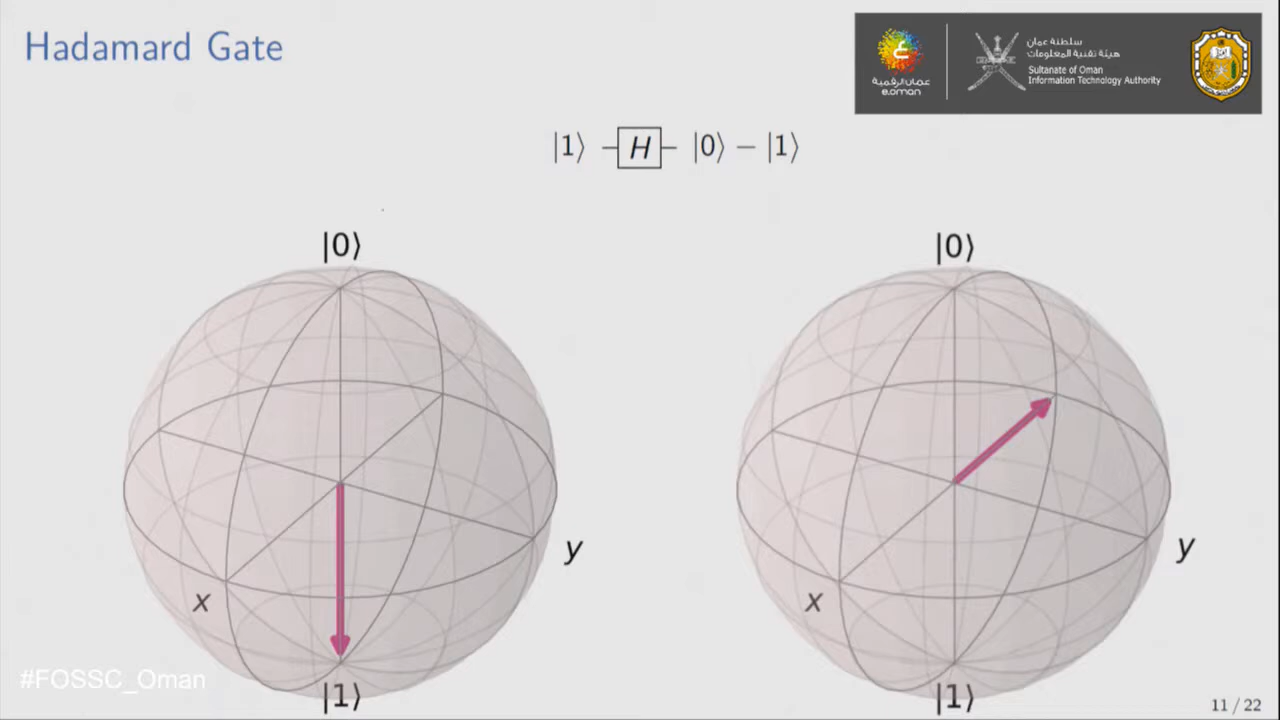 Hadamard Gate
عمان الرقمية
e.oman
سلطنة عمان
هيئة تقنية المعلومات
Sultanate of Oman
Information Technology Authority
|1⟩ H |0⟩ − |1⟩
|0⟩
|0⟩
y
y
x
x
#FOSSC_Oman
|1⟩
|1⟩
11 / 22